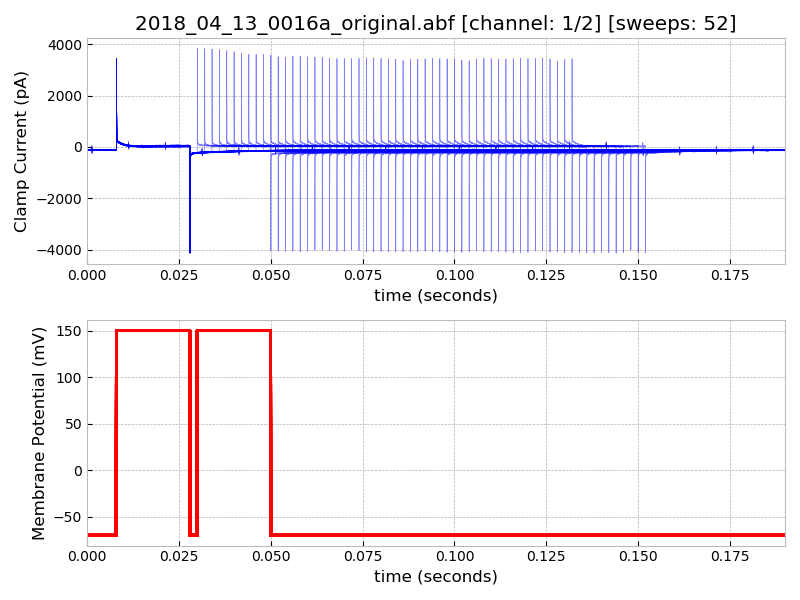 2018_04_13_0016a_original.abf [channel: 1/2] [sweeps: 52]
Clamp Current (pA)
4000
2000
0
−2000
−4000
0.000 0.025 0.050 0.075 0.100 0.125 0.150 0.175
time (seconds)
Membrane Potential (mV)
150
100
50
0
−50
0.000 0.025 0.050 0.075 0.100 0.125 0.150 0.175
time (seconds)